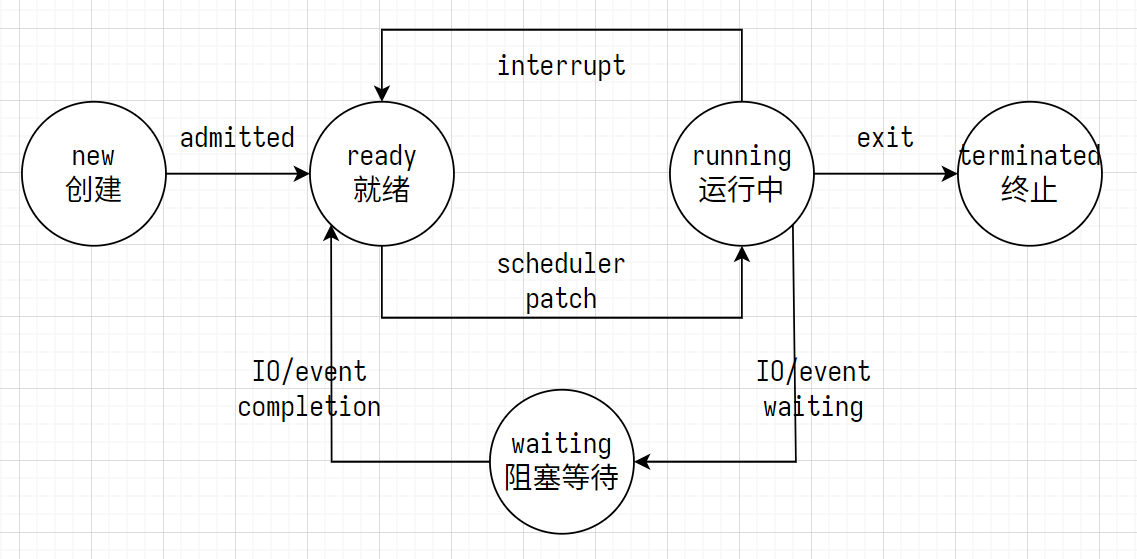 interrupt
new
创建
admitted
ready
就绪
running
运行中
exit
terminated
终止
scheduler
patch
IO/event
completion
IO/event
waiting
waiting
阻塞等待